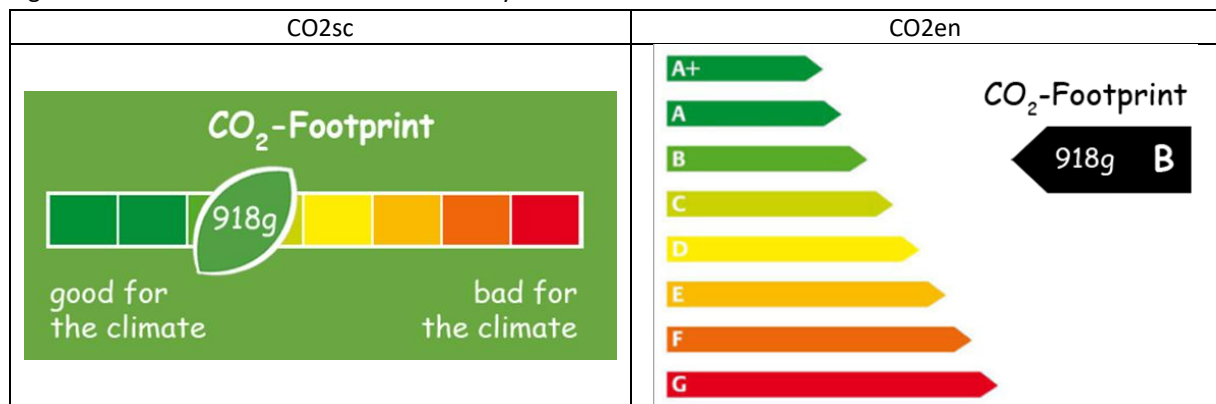 CO2sc
CO2en
CO₂-Footprint
918g
good for
the climate
bad for
the climate
A+
A
B
C
D
E
F
G
CO₂-Footprint
918g B